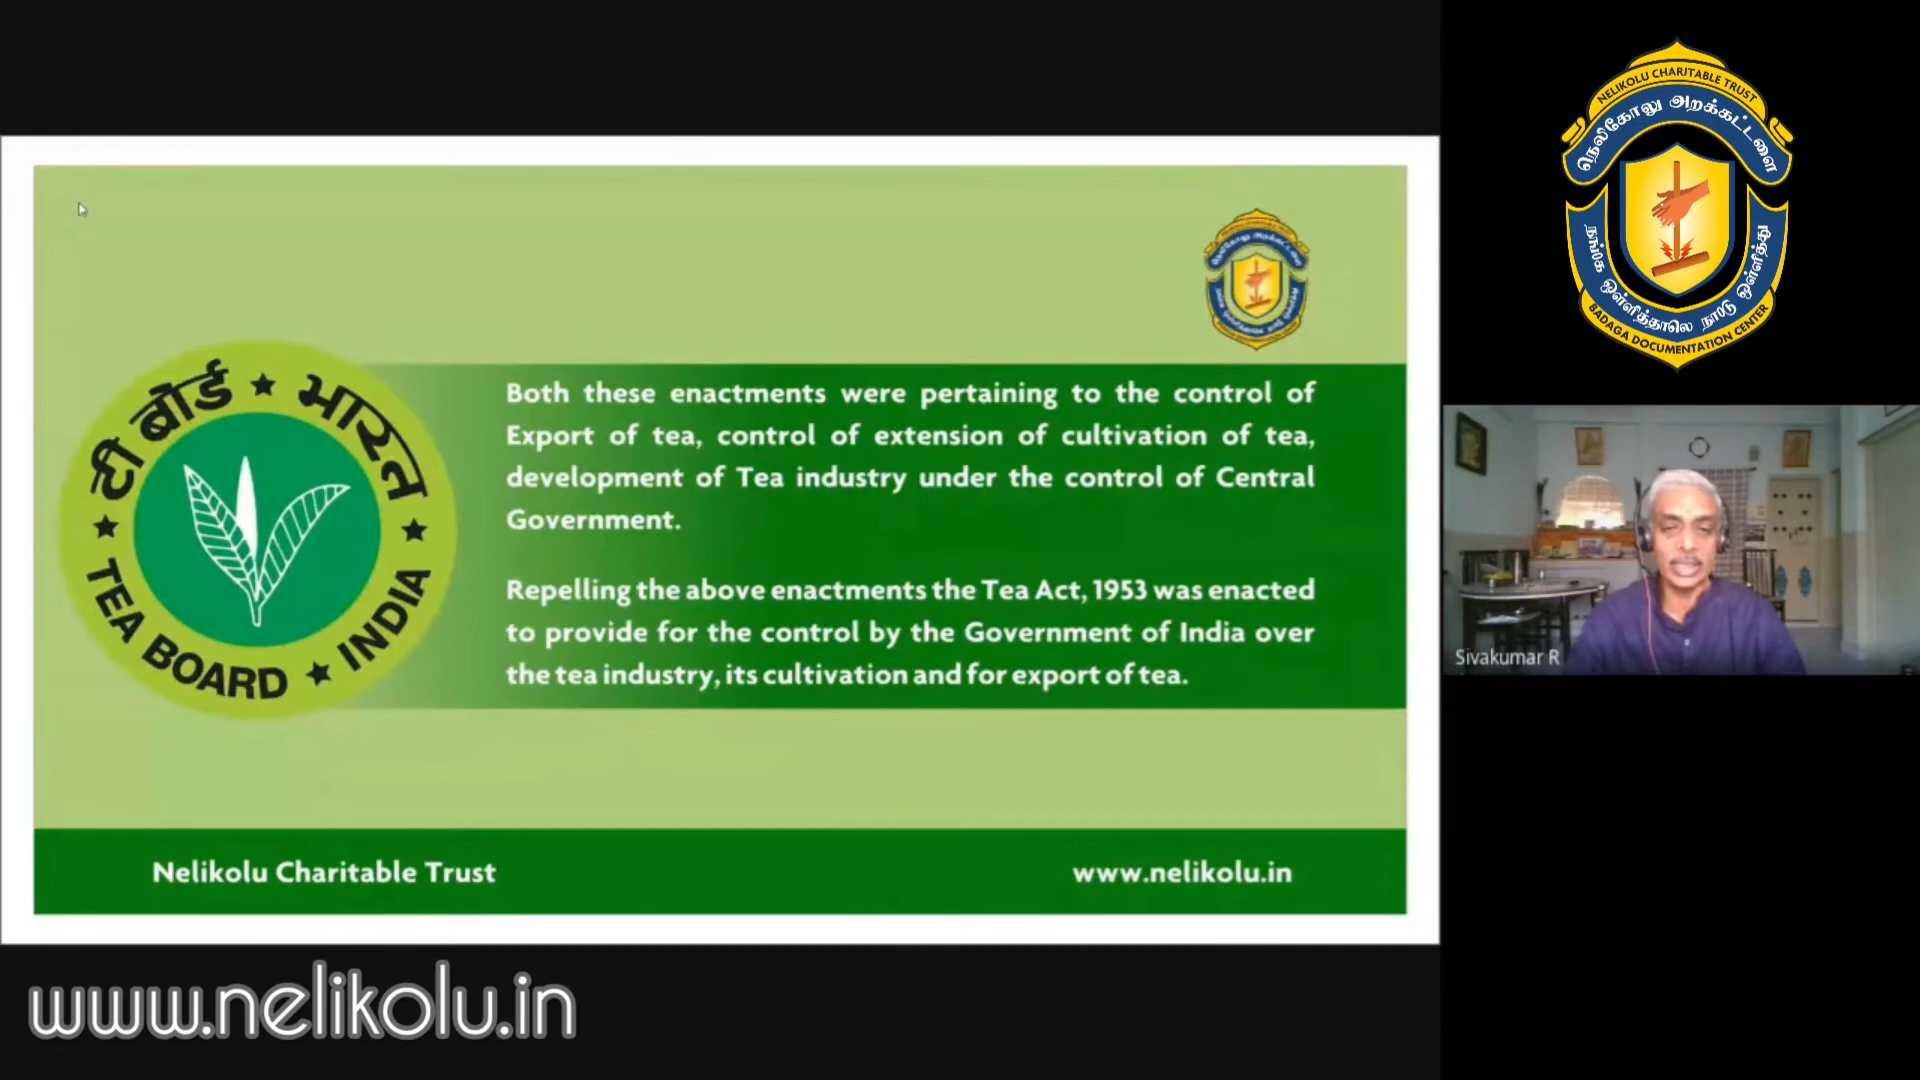 NELIKOLU CHARITABLE TRUST
நெலிகோலு அறக்கட்டளை
நங்க ஒள்ளித்தாலெ நாடு ஒள்ளித்து
BADAGA DOCUMENTATION CENTER
टी बोर्ड ★ भारत
TEA BOARD ★ INDIA
Both these enactments were pertaining to the control of
Export of tea, control of extension of cultivation of tea,
development of Tea industry under the control of Central
Government.
Repelling the above enactments the Tea Act, 1953 was enacted
to provide for the control by the Government of India over
the tea industry, its cultivation and for export of tea.
Nelikolu Charitable Trust
www.nelikolu.in
Sivakumar R
www.nelikolu.in